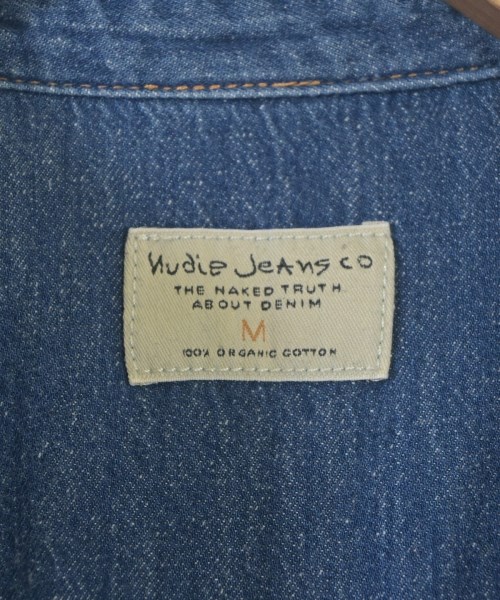 Nudie Jeans co
THE NAKED TRUTH
ABOUT DENIM
M
100% ORGANIC COTTON